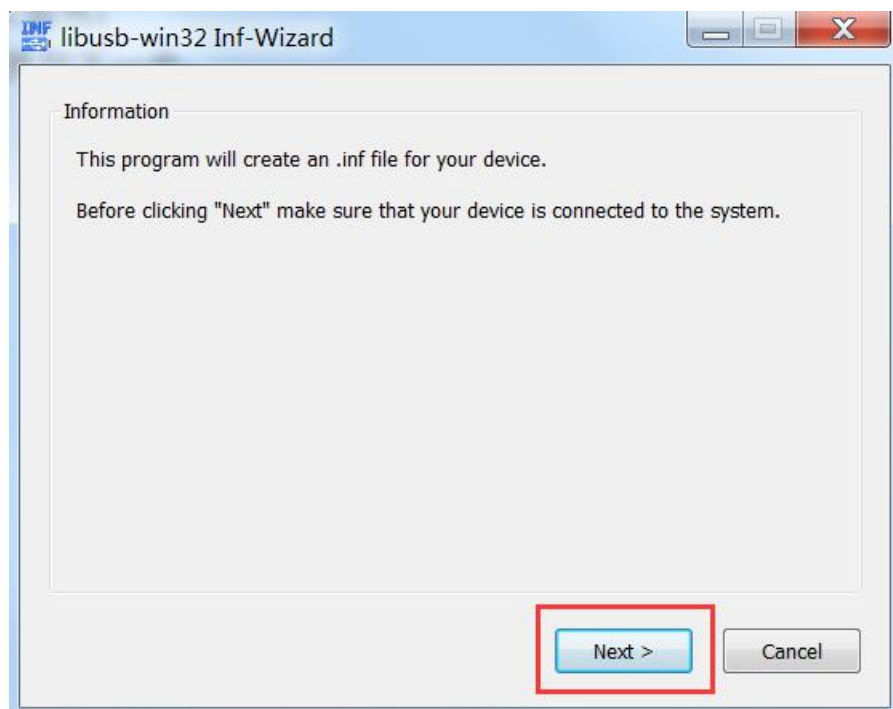 libusb-win32 Inf-Wizard
Information
This program will create an .inf file for your device.
Before clicking "Next" make sure that your device is connected to the system.
Next >
Cancel